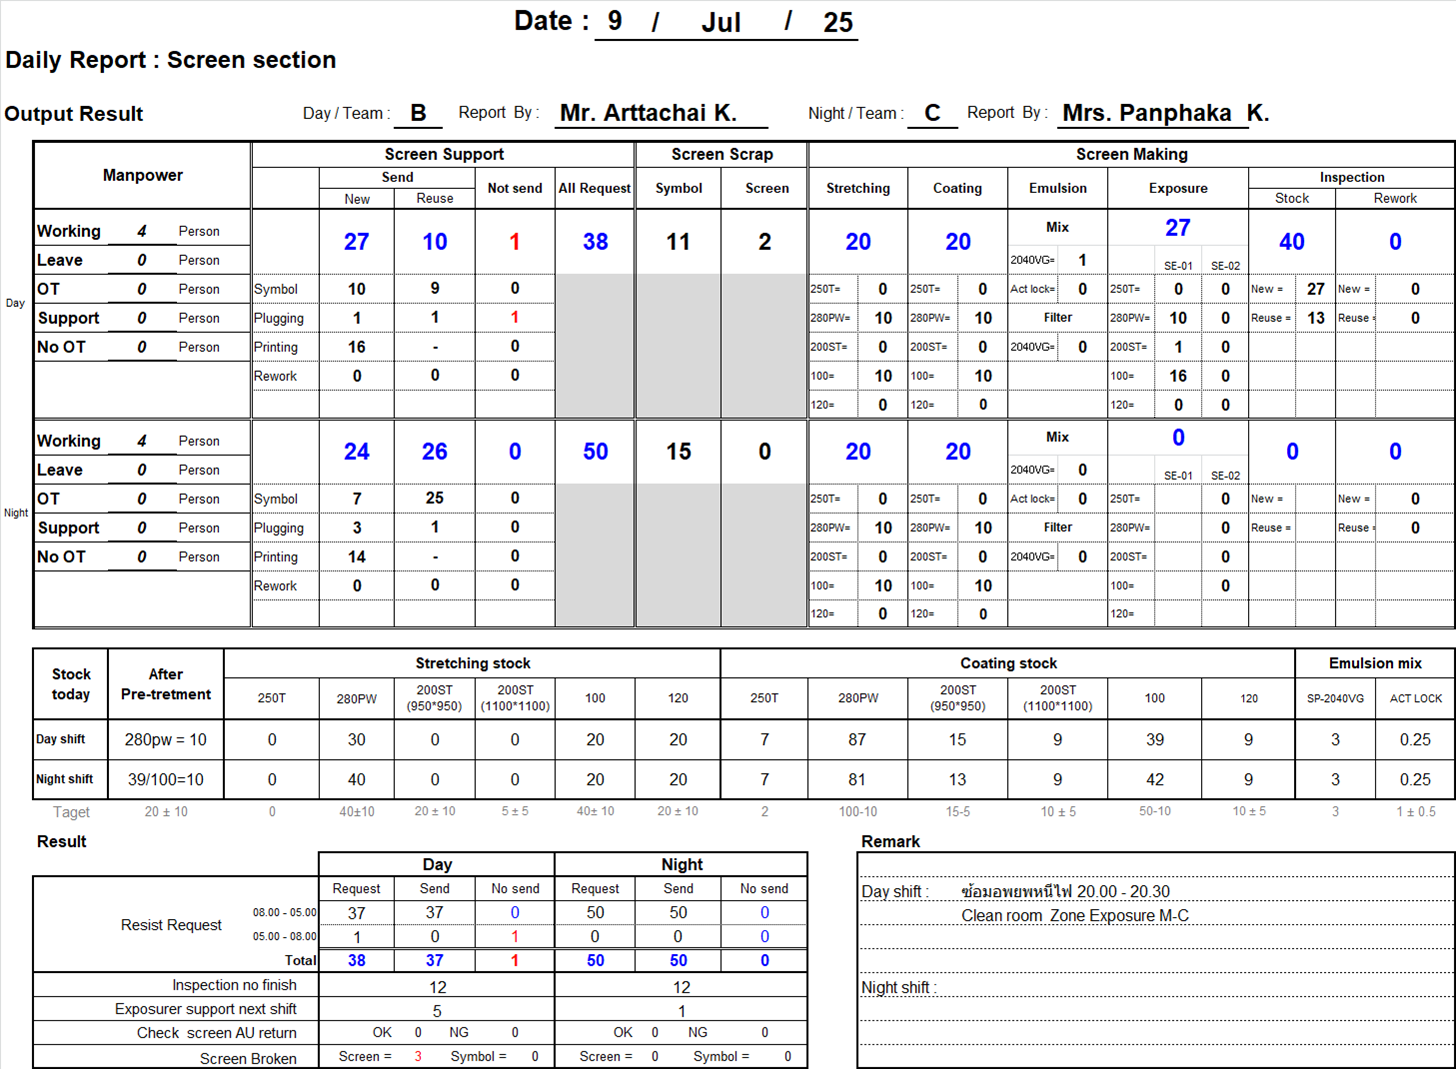 Date : 9 / Jul / 25
Daily Report : Screen section
Output Result Day / Team : B Report By : Mr. Arttachai K. Night / Team : C Report By : Mrs. Panphaka K.
Manpower Screen Support Screen Scrap Screen Making
Send Not send All Request Symbol Screen Stretching Coating Emulsion Exposure Inspection
New Reuse Stock Rework
Day
Working 4 Person 27 10 1 38 11 2 20 20 Mix 27 40 0
Leave 0 Person 2040VG= 1 SE-01 SE-02
OT 0 Person Symbol 10 9 0 250T= 0 250T= 0 Act lock= 0 250T= 0 0 New = 27 New = 0
Support 0 Person Plugging 1 1 1 280PW= 10 280PW= 10 Filter 280PW= 10 0 Reuse = 13 Reuse = 0
No OT 0 Person Printing 16 - 0 200ST= 0 200ST= 0 2040VG= 0 200ST= 1 0
Rework 0 0 0 100= 10 100= 10 100= 16 0
120= 0 120= 0 120= 0 0
Night
Working 4 Person 24 26 0 50 15 0 20 20 Mix 0 0 0
Leave 0 Person 2040VG= 0 SE-01 SE-02
OT 0 Person Symbol 7 25 0 250T= 0 250T= 0 Act lock= 0 250T= 0 New = New = 0
Support 0 Person Plugging 3 1 0 280PW= 10 280PW= 10 Filter 280PW= 0 Reuse = Reuse = 0
No OT 0 Person Printing 14 - 0 200ST= 0 200ST= 0 2040VG= 0 200ST= 0
Rework 0 0 0 100= 10 100= 10 100= 0
120= 0 120= 0 120=
Stock today After Pre-tretment Stretching stock Coating stock Emulsion mix
250T 280PW 200ST (950*950) 200ST (1100*1100) 100 120 250T 280PW 200ST (950*950) 200ST (1100*1100) 100 120 SP-2040VG ACT LOCK
Day shift 280pw = 10 0 30 0 0 20 20 7 87 15 9 39 9 3 0.25
Night shift 39/100=10 0 40 0 0 20 20 7 81 13 9 42 9 3 0.25
Taget 20 ± 10 0 40±10 20 ± 10 5 ± 5 40± 10 20 ± 10 2 100-10 15-5 10 ± 5 50-10 10 ± 5 3 1 ± 0.5
Result
Day Night
Request Send No send Request Send No send
Resist Request
08.00 - 05.00 37 37 0 50 50 0
05.00 - 08.00 1 0 1 0 0 0
Total 38 37 1 50 50 0
Inspection no finish 12 12
Exposurer support next shift 5 1
Check screen AU return OK 0 NG 0 OK 0 NG 0
Screen Broken Screen = 3 Symbol = 0 Screen = 0 Symbol = 0
Remark
Day shift : ซ้อมอพยพหนีไฟ 20.00 - 20.30
Clean room Zone Exposure M-C
Night shift :